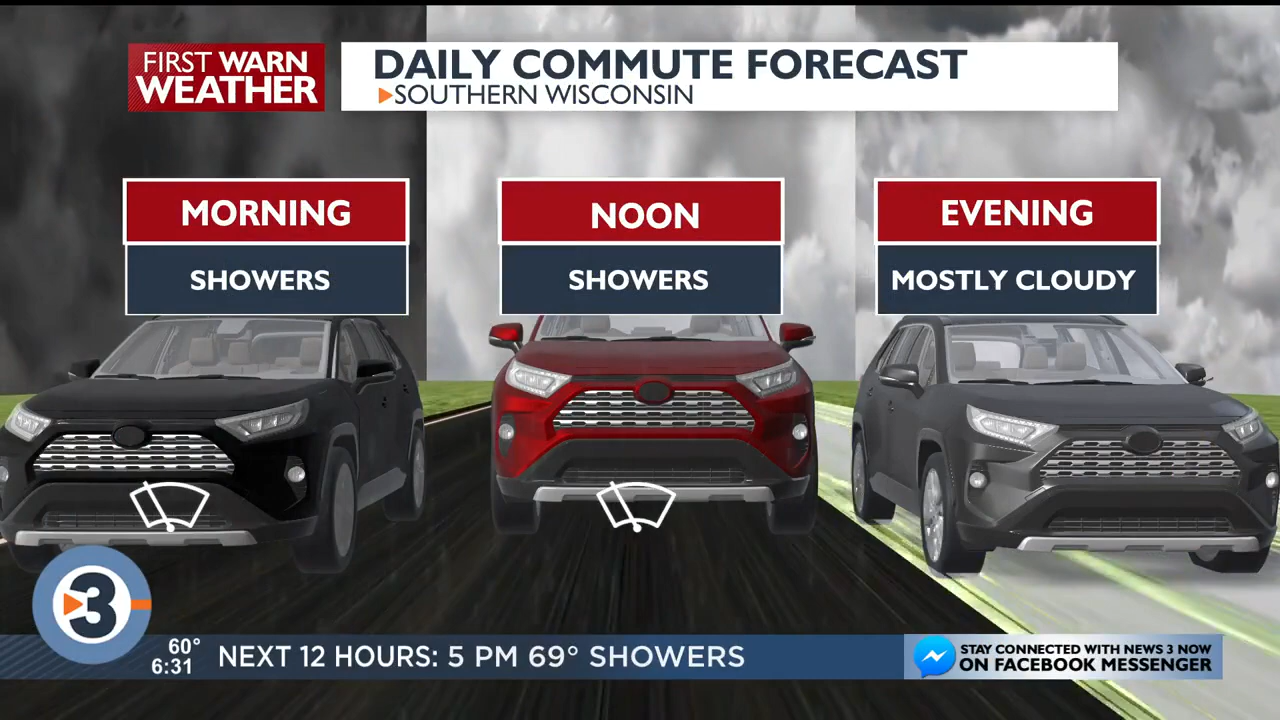 FIRST WARN
WEATHER
DAILY COMMUTE FORECAST
SOUTHERN WISCONSIN
MORNING
SHOWERS
NOON
SHOWERS
EVENING
MOSTLY CLOUDY
3
60°
6:31
NEXT 12 HOURS: 5 PM 69° SHOWERS
STAY CONNECTED WITH NEWS 3 NOW
ON FACEBOOK MESSENGER